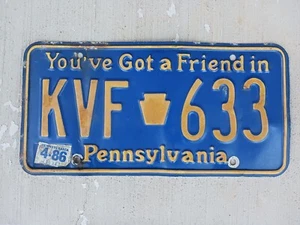 You've Got a Friend in
KVF 633
4-86
Pennsylvania